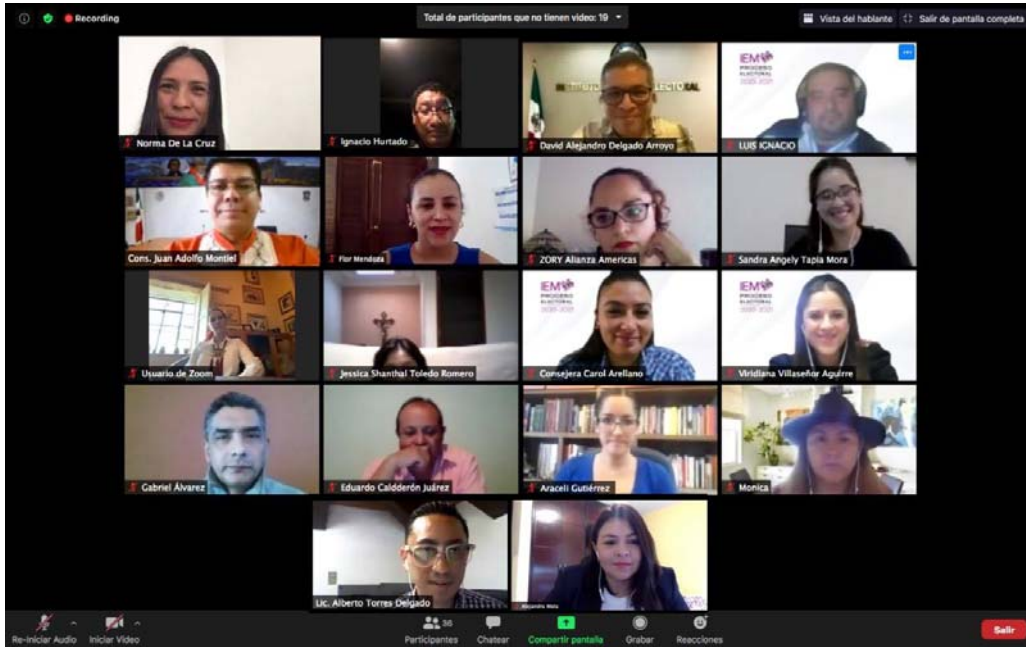 Recording
Total de participantes que no tienen video: 19
Vista del hablante
Salir de pantalla completa
Norma De La Cruz
Ignacio Hurtado
David Alejandro Delgado Arroyo
IEM
PROCESO
ELECTORAL
2020-2021
LUIS IGNACIO
Cons. Juan Adolfo Montiel
Flor Mendoza
ZORY Alianza Americas
Sandra Angely Tapia Mora
Usuario de Zoom
Jessica Shanthal Toledo Romero
IEM
PROCESO
ELECTORAL
2020-2021
Consejera Carol Arellano
IEM
PROCESO
ELECTORAL
2020-2021
Viridiana Villaseñor Aguirre
Gabriel Álvarez
Eduardo Caldderón Juárez
Araceli Gutiérrez
Monica
Lic. Alberto Torres Delgado
Re-iniciar Audio
Iniciar Video
36
Participantes
Chatear
Compartir pantalla
Grabar
Reacciones
Salir